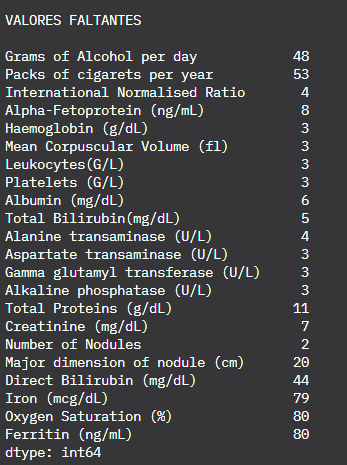 VALORES FALTANTES
Grams of Alcohol per day 48
Packs of cigarets per year 53
International Normalised Ratio 4
Alpha-Fetoprotein (ng/mL) 8
Haemoglobin (g/dL) 3
Mean Corpuscular Volume (fl) 3
Leukocytes(G/L) 3
Platelets (G/L) 3
Albumin (mg/dL) 6
Total Bilirubin(mg/dL) 5
Alanine transaminase (U/L) 4
Aspartate transaminase (U/L) 3
Gamma glutamyl transferase (U/L) 3
Alkaline phosphatase (U/L) 3
Total Proteins (g/dL) 11
Creatinine (mg/dL) 7
Number of Nodules 2
Major dimension of nodule (cm) 20
Direct Bilirubin (mg/dL) 44
Iron (mcg/dL) 79
Oxygen Saturation (%) 80
Ferritin (ng/mL) 80
dtype: int64